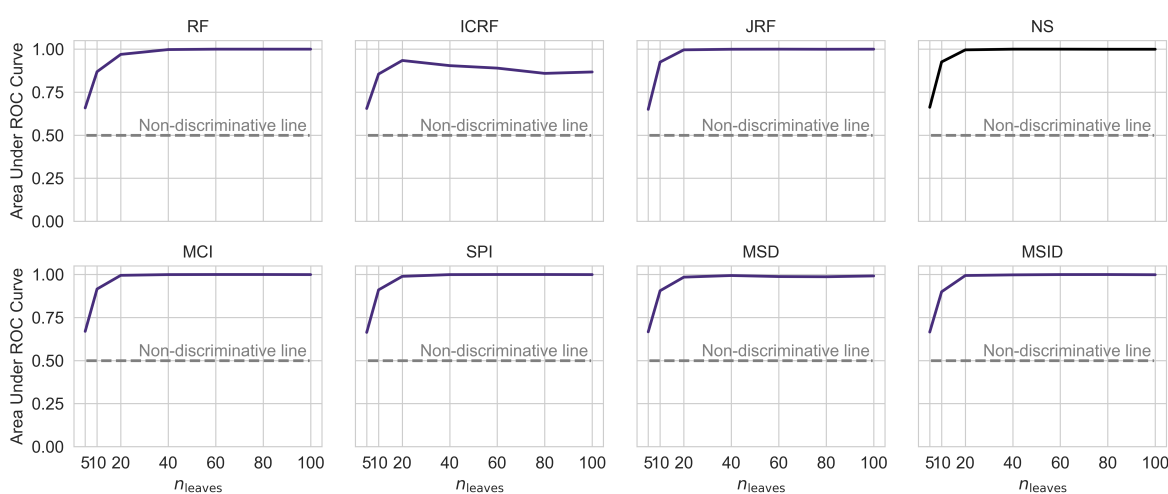 RF
ICRF
JRF
NS
Area Under ROC Curve
1.00
0.75
0.50
0.25
0.00
Non-discriminative line
Non-discriminative line
Non-discriminative line
Non-discriminative line
MCI
SPI
MSD
MSID
Area Under ROC Curve
1.00
0.75
0.50
0.25
0.00
Non-discriminative line
Non-discriminative line
Non-discriminative line
Non-discriminative line
5 10 20 40 60 80 100
5 10 20 40 60 80 100
5 10 20 40 60 80 100
5 10 20 40 60 80 100
n_leaves
n_leaves
n_leaves
n_leaves